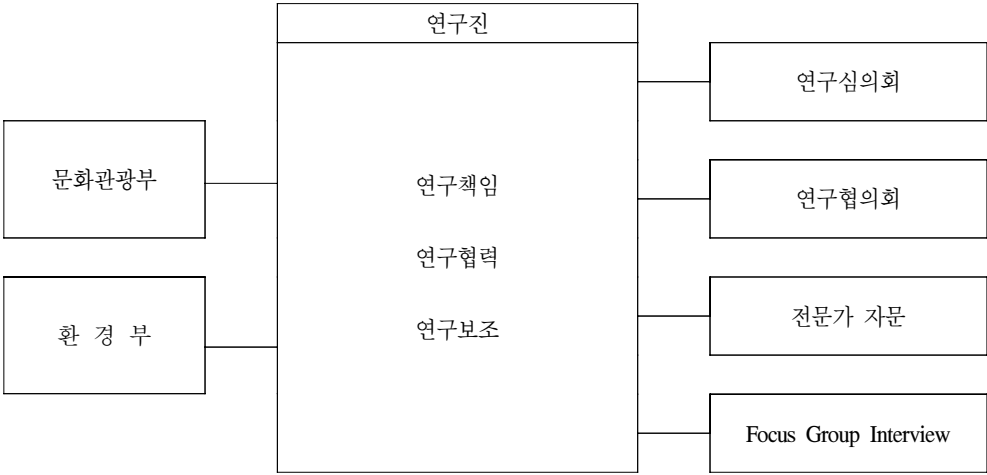 연구진
문화관광부
환 경 부
연구책임
연구협력
연구보조
연구심의회
연구협의회
전문가 자문
Focus Group Interview